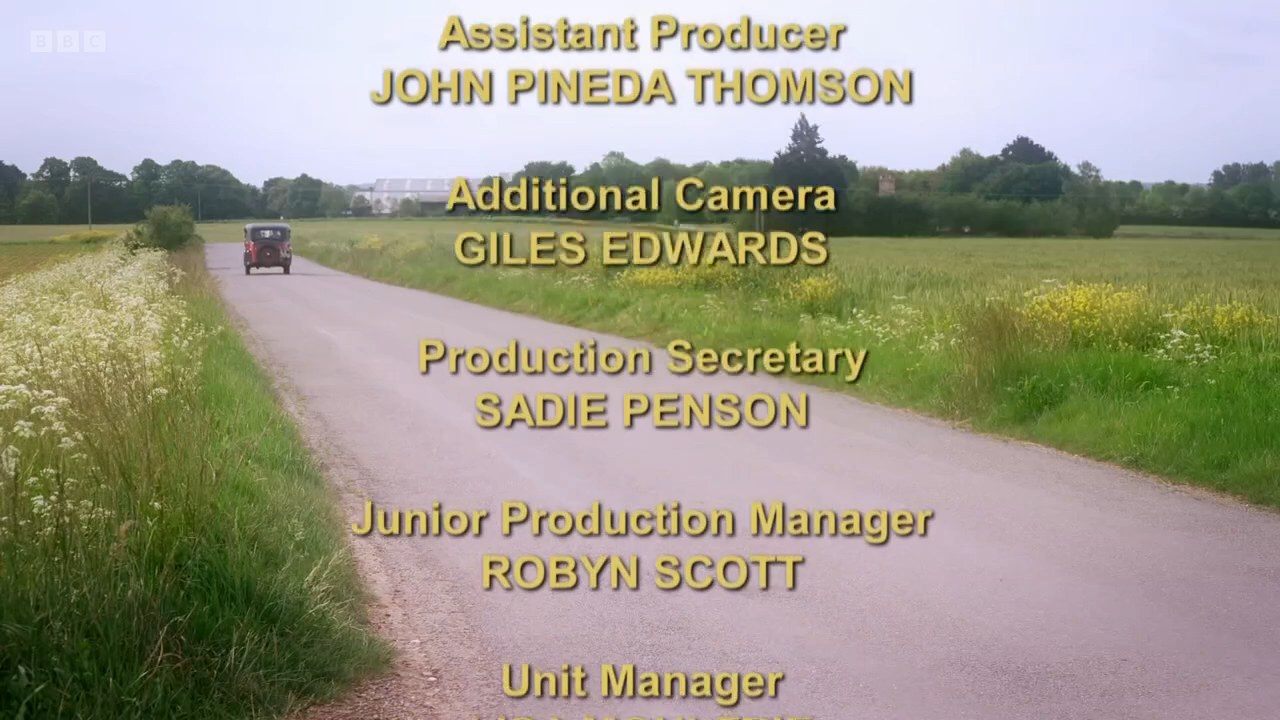 BBC
Assistant Producer
JOHN PINEDA THOMSON
Additional Camera
GILES EDWARDS
Production Secretary
SADIE PENSON
Junior Production Manager
ROBYN SCOTT
Unit Manager